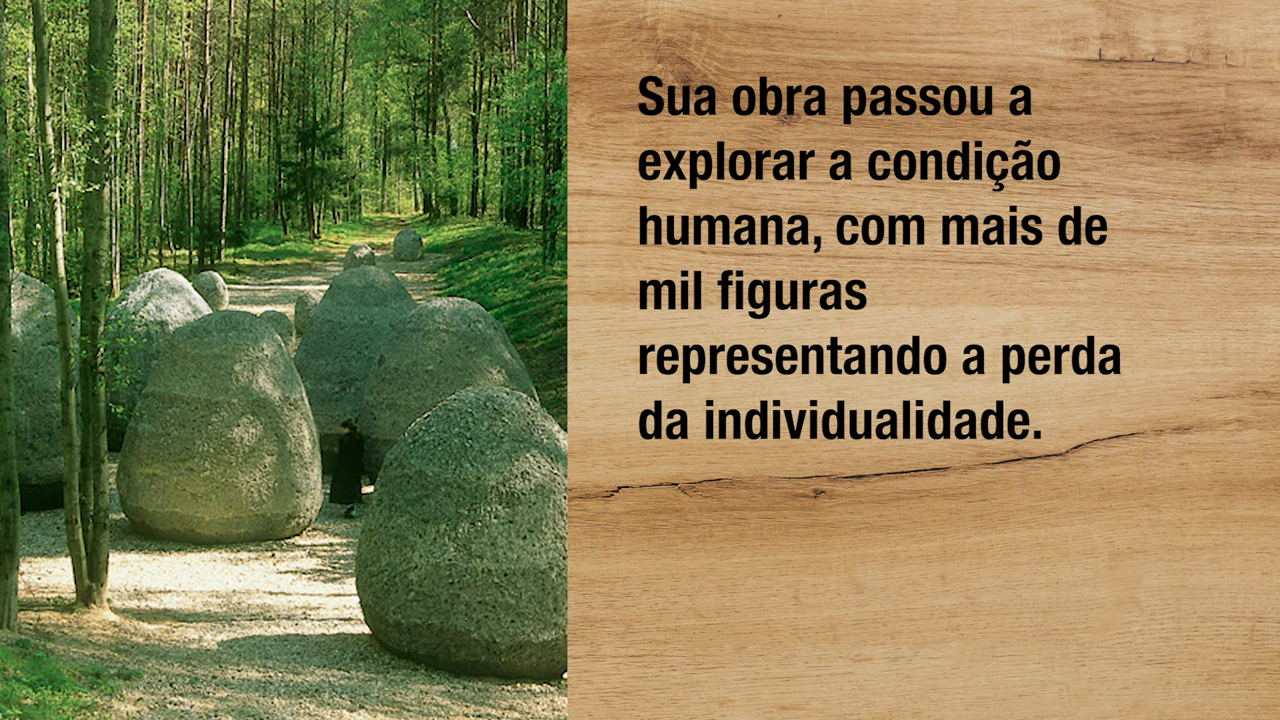 Sua obra passou a
explorar a condição
humana, com mais de
mil figuras
representando a perda
da individualidade.